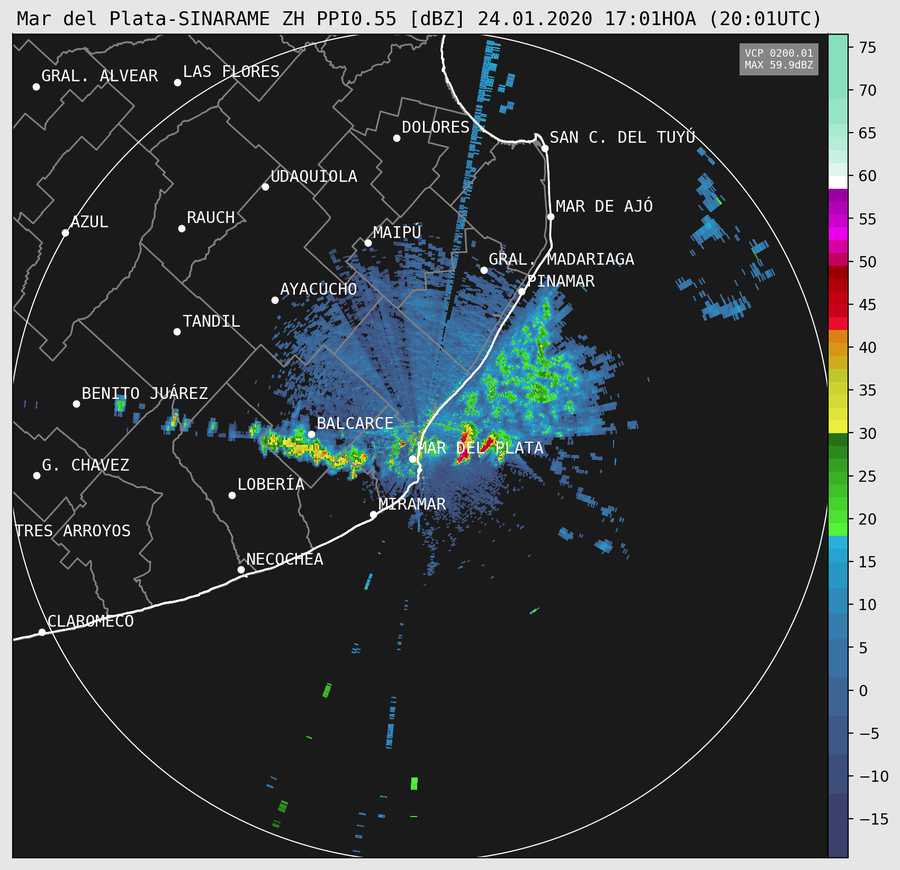 Mar del Plata-SINARAME ZH PPI0.55 [dBZ] 24.01.2020 17:01HOA (20:01UTC)
VCP 0200.01
MAX 59.9dBZ
GRAL. ALVEAR
LAS FLORES
DOLORES
SAN C. DEL TUYÚ
UDAQUIOLA
MAR DE AJÓ
RAUCH
AZUL
MAIPÚ
GRAL. MADARIAGA
PINAMAR
AYACUCHO
TANDIL
BENITO JUÁREZ
BALCARCE
MAR DEL PLATA
G. CHAVEZ
LOBERÍA
MIRAMAR
TRES ARROYOS
NECOCHEA
CLAROMECO
75
70
65
60
55
50
45
40
35
30
25
20
15
10
5
0
−5
−10
−15